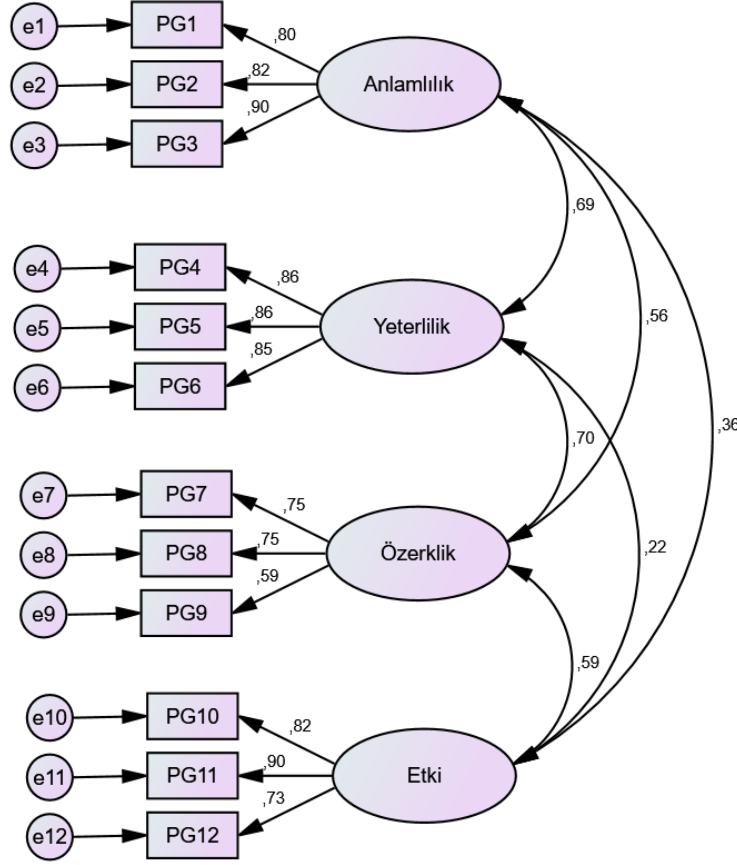 e1
PG1
,80
e2
PG2
,82
Anlamlılık
,90
e3
PG3
,69
e4
PG4
,86
e5
PG5
,86
Yeterlilik
,56
e6
PG6
,85
,70
,36
e7
PG7
,75
e8
PG8
,75
Özerklik
,22
e9
PG9
,59
,59
e10
PG10
,82
e11
PG11
,90
Etki
,73
e12
PG12